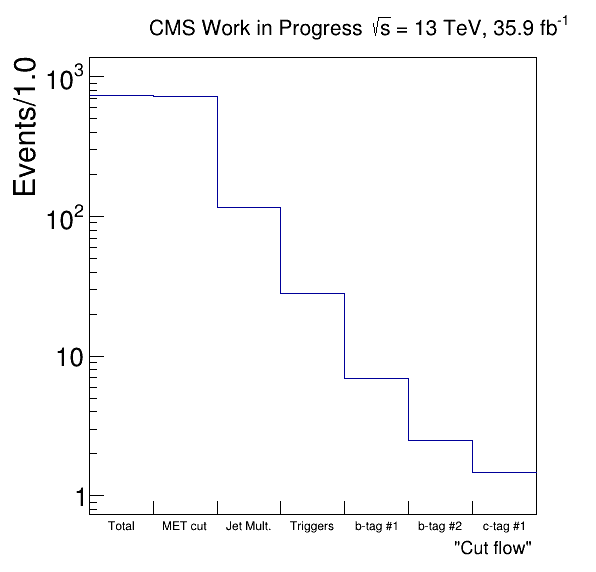 CMS Work in Progress √s = 13 TeV, 35.9 fb⁻¹
Events/1.0
10³
10²
10
1
Total MET cut Jet Mult. Triggers b-tag #1 b-tag #2 c-tag #1
"Cut flow"